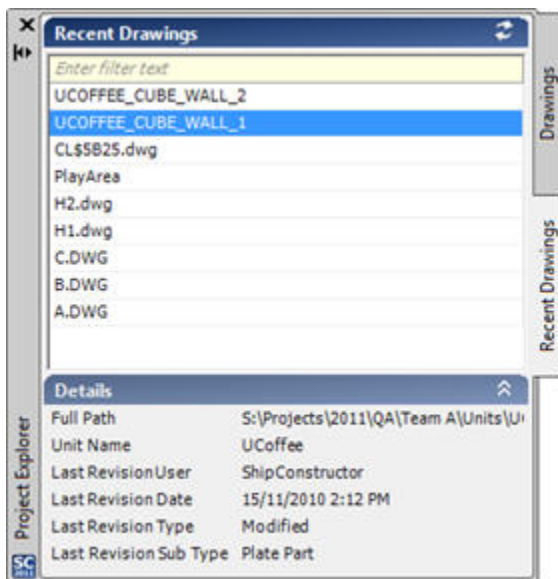 Recent Drawings
Enter filter text
UCOFFEE_CUBE_WALL_2
UCOFFEE_CUBE_WALL_1
CL$5B25.dwg
PlayArea
H2.dwg
H1.dwg
C.DWG
B.DWG
A.DWG
Details
Full Path S:\Projects\2011\QA\Team A\Units\U
Unit Name UCoffee
Last Revision User ShipConstructor
Last Revision Date 15/11/2010 2:12 PM
Last Revision Type Modified
Last Revision Sub Type Plate Part
Project Explorer
SC
Drawings
Recent Drawings